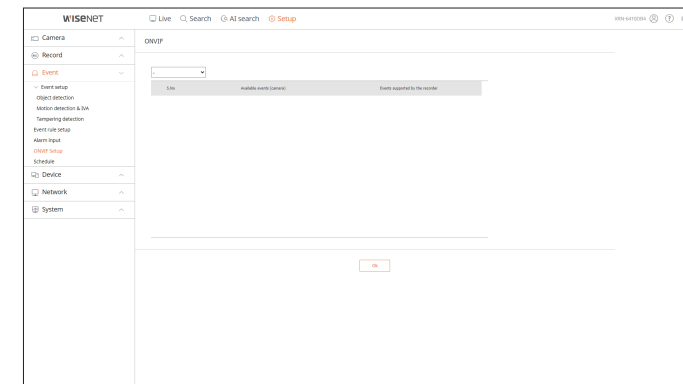 WISENET
Live Search AI search Setup
Camera
Record
Event
Event setup
Object detection
Motion detection & IVA
Tampering detection
Event rule setup
Alarm input
ONVIF Setup
Schedule
Device
Network
System
ONVIF
-
S.No Available events (camera) Events supported by the recorder